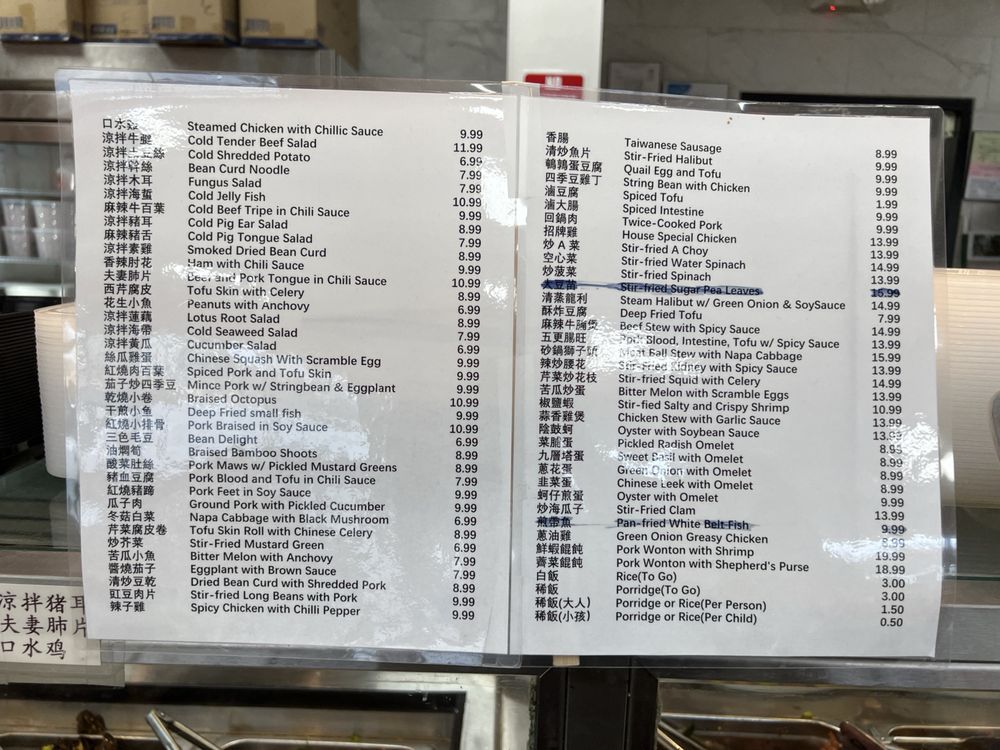 口水雞 Steamed Chicken with Chillic Sauce 9.99
涼拌牛腱 Cold Tender Beef Salad 11.99
涼拌土豆絲 Cold Shredded Potato 6.99
涼拌幹絲 Bean Curd Noodle 7.99
涼拌木耳 Fungus Salad 7.99
涼拌海蜇 Cold Jelly Fish 10.99
麻辣牛百葉 Cold Beef Tripe in Chili Sauce 9.99
涼拌豬耳 Cold Pig Ear Salad 8.99
麻辣豬舌 Cold Pig Tongue Salad 7.99
涼拌素雞 Smoked Dried Bean Curd 8.99
香辣肘花 Ham with Chili Sauce 9.99
夫妻肺片 Beef and Pork Tongue in Chili Sauce 10.99
西芹腐皮 Tofu Skin with Celery 8.99
花生小魚 Peanuts with Anchovy 9.99
涼拌蓮藕 Lotus Root Salad 8.99
涼拌海帶 Cold Seaweed Salad 7.99
涼拌黃瓜 Cucumber Salad 6.99
絲瓜雞蛋 Chinese Squash With Scramble Egg 9.99
紅燒肉百葉 Spiced Pork and Tofu Skin 9.99
茄子炒四季豆 Mince Pork w/ Stringbean & Eggplant 9.99
乾燒小卷 Braised Octopus 10.99
干煎小魚 Deep Fried small fish 9.99
紅燒小排骨 Pork Braised in Soy Sauce 10.99
三色毛豆 Bean Delight 6.99
油燜筍 Braised Bamboo Shoots 8.99
酸菜肚絲 Pork Maws w/ Pickled Mustard Greens 8.99
豬血豆腐 Pork Blood and Tofu in Chili Sauce 7.99
紅燒豬蹄 Pork Feet in Soy Sauce 9.99
瓜子肉 Ground Pork with Pickled Cucumber 9.99
冬菇白菜 Napa Cabbage with Black Mushroom 6.99
芹菜腐皮卷 Tofu Skin Roll with Chinese Celery 8.99
炒芥菜 Stir-Fried Mustard Green 6.99
苦瓜小魚 Bitter Melon with Anchovy 7.99
醬燒茄子 Eggplant with Brown Sauce 7.99
清炒豆乾 Dried Bean Curd with Shredded Pork 8.99
豇豆肉片 Stir-fried Long Beans with Pork 9.99
辣子雞 Spicy Chicken with Chilli Pepper 9.99
香腸 Taiwanese Sausage 8.99
清炒魚片 Stir-Fried Halibut 9.99
鵪鶉蛋豆腐 Quail Egg and Tofu 9.99
四季豆雞丁 String Bean with Chicken 9.99
滷豆腐 Spiced Tofu 1.99
滷大腸 Spiced Intestine 9.99
回鍋肉 Twice-Cooked Pork 9.99
招牌雞 House Special Chicken 13.99
炒A菜 Stir-fried A Choy 13.99
空心菜 Stir-fried Water Spinach 14.99
炒菠菜 Stir-fried Spinach 13.99
大豆苗 Stir-fried Sugar Pea Leaves 15.99
清蒸龍利 Steam Halibut w/ Green Onion & SoySauce 14.99
酥炸豆腐 Deep Fried Tofu 7.99
麻辣牛腩煲 Beef Stew with Spicy Sauce 14.99
五更腸旺 Pork Blood, Intestine, Tofu w/ Spicy Sauce 13.99
砂鍋獅子頭 Meat Ball Stew with Napa Cabbage 15.99
辣炒腰花 Stir-Fried Kidney with Spicy Sauce 13.99
芹菜炒花枝 Stir-fried Squid with Celery 14.99
苦瓜炒蛋 Bitter Melon with Scramble Eggs 13.99
椒鹽蝦 Stir-fied Salty and Crispy Shrimp 10.99
蒜香雞煲 Chicken Stew with Garlic Sauce 13.99
陰鼓蚵 Oyster with Soybean Sauce 13.99
菜脯蛋 Pickled Radish Omelet 8.99
九層塔蛋 Sweet Basil with Omelet 8.99
蔥花蛋 Green Onion with Omelet 8.99
韭菜蛋 Chinese Leek with Omelet 8.99
蚵仔煎蛋 Oyster with Omelet 9.99
炒海瓜子 Stir-Fried Clam 13.99
煎帶魚 Pan-fried White Belt Fish 9.99
蔥油雞 Green Onion Greasy Chicken 8.99
鮮蝦餛飩 Pork Wonton with Shrimp 19.99
薺菜餛飩 Pork Wonton with Shepherd's Purse 18.99
白飯 Rice(To Go) 3.00
稀飯 Porridge(To Go) 3.00
稀飯(大人) Porridge or Rice(Per Person) 1.50
稀飯(小孩) Porridge or Rice(Per Child) 0.50
涼拌猪耳
夫妻肺片
口水鸡